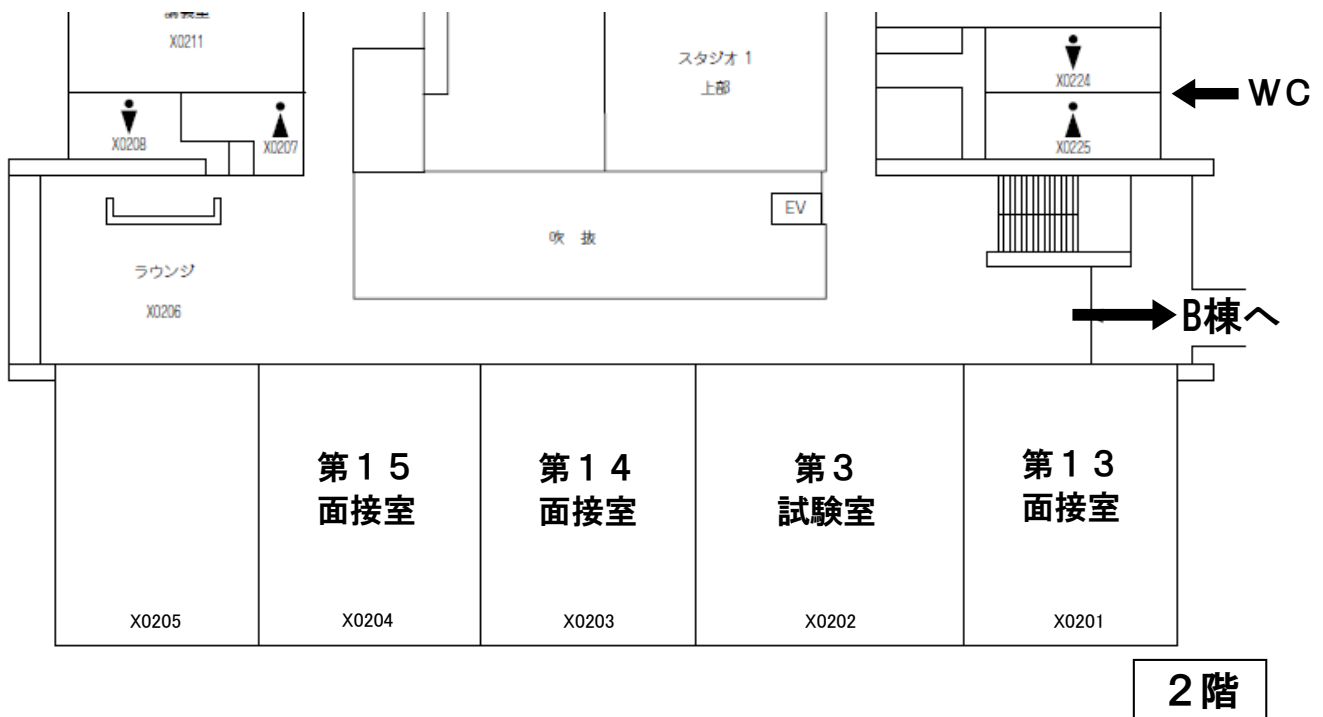 X0211
スタジオ 1
上部
X0224
WC
X0208
X0207
X0225
EV
吹 抜
ラウンジ
X0206
B棟へ
第15
面接室
第14
面接室
第3
試験室
第13
面接室
X0205
X0204
X0203
X0202
X0201
2階